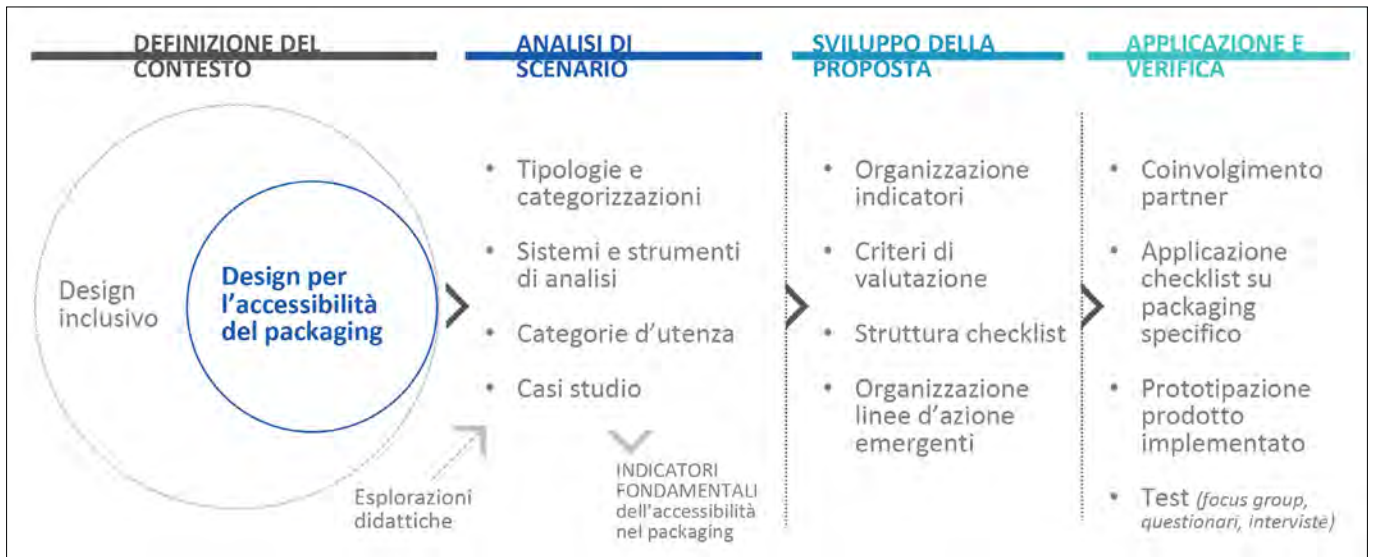 DEFINIZIONE DEL
CONTESTO
Design
inclusivo
Design per
l'accessibilità
del packaging
Esplorazioni
didattiche
ANALISI DI
SCENARIO
• Tipologie e
categorizzazioni
• Sistemi e strumenti
di analisi
• Categorie d'utenza
• Casi studio
INDICATORI
FONDAMENTALI
dell'accessibilità
nel packaging
SVILUPPO DELLA
PROPOSTA
• Organizzazione
indicatori
• Criteri di
valutazione
• Struttura checklist
• Organizzazione
linee d'azione
emergenti
APPLICAZIONE E
VERIFICA
• Coinvolgimento
partner
• Applicazione
checklist su
packaging
specifico
• Prototipazione
prodotto
implementato
• Test (focus group,
questionari, interviste)